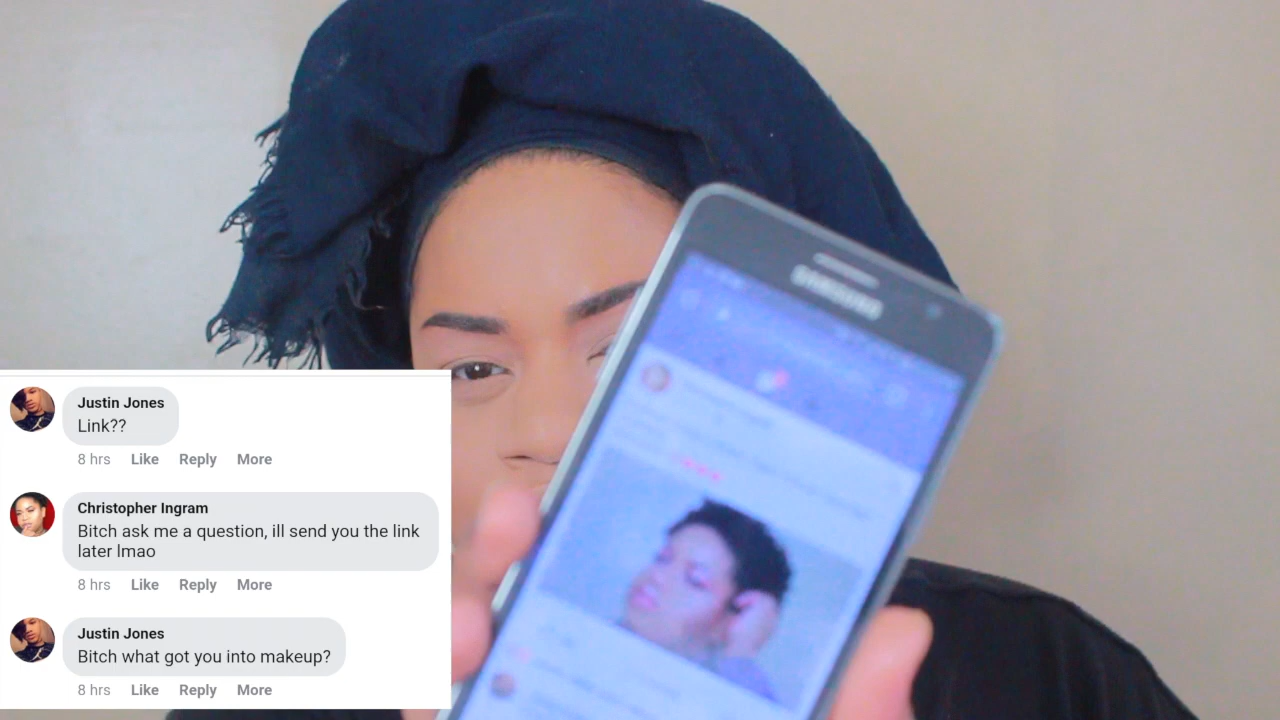 SAMSUNG
Justin Jones
Link??
8 hrs Like Reply More
Christopher Ingram
Bitch ask me a question, ill send you the link
later lmao
8 hrs Like Reply More
Justin Jones
Bitch what got you into makeup?
8 hrs Like Reply More